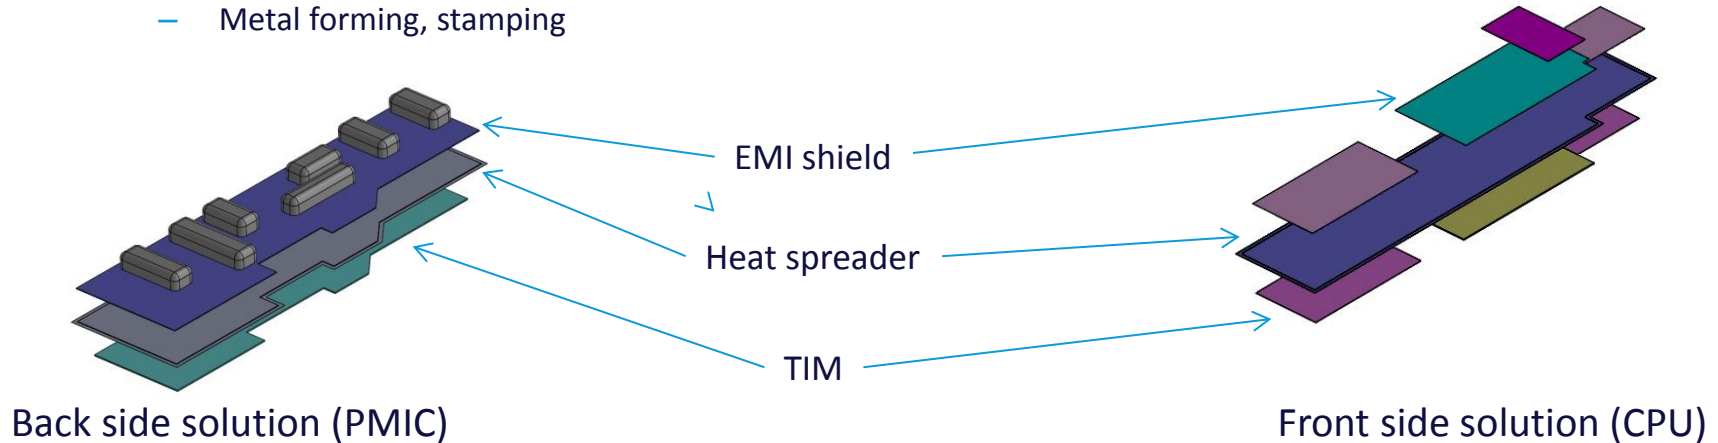 – Metal forming, stamping
EMI shield
Heat spreader
TIM
Back side solution (PMIC)
Front side solution (CPU)